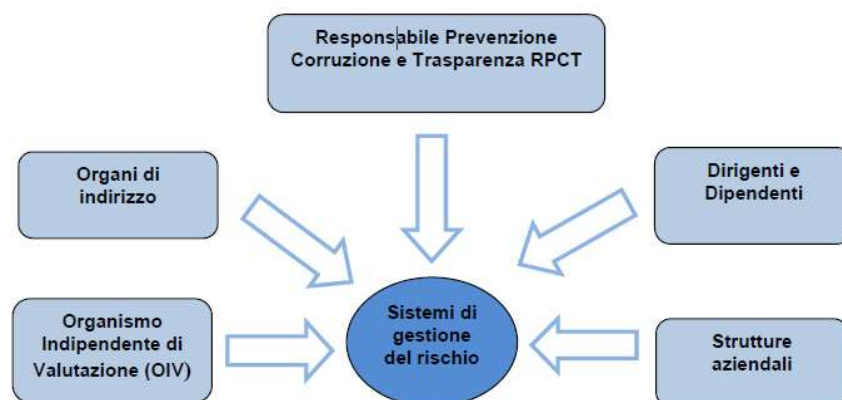 Responsabile Prevenzione
Corruzione e Trasparenza RPCT
Organi di
indirizzo
Dirigenti e
Dipendenti
Organismo
Indipendente di
Valutazione (OIV)
Sistemi di
gestione
del rischio
Strutture
aziendali